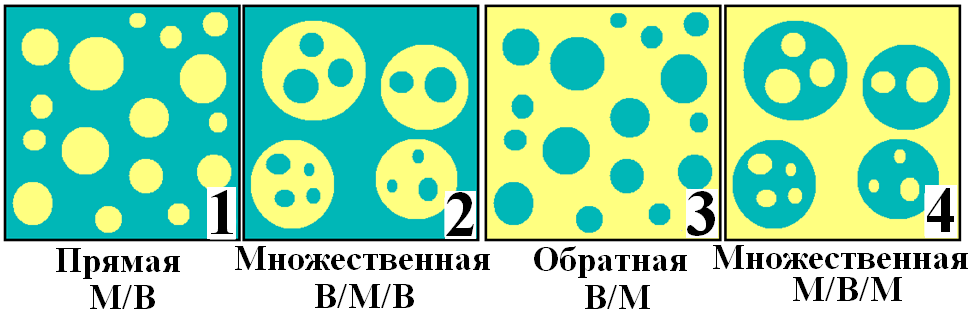 1 2 3 4
Прямая Множественная Обратная Множественная
М/В В/М/В В/М М/В/М